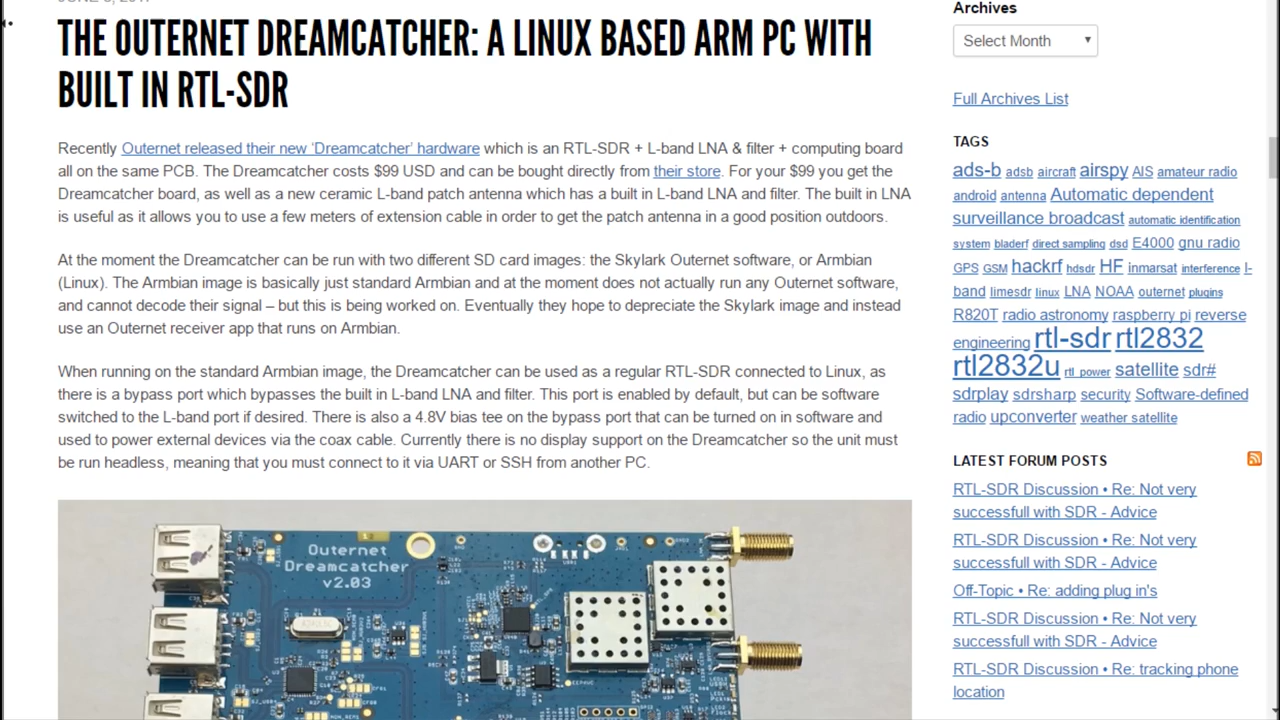 THE OUTERNET DREAMCATCHER: A LINUX BASED ARM PC WITH
BUILT IN RTL-SDR
Recently Outernet released their new ‘Dreamcatcher’ hardware which is an RTL-SDR + L-band LNA & filter + computing board
all on the same PCB. The Dreamcatcher costs $99 USD and can be bought directly from their store. For your $99 you get the
Dreamcatcher board, as well as a new ceramic L-band patch antenna which has a built in L-band LNA and filter. The built in LNA
is useful as it allows you to use a few meters of extension cable in order to get the patch antenna in a good position outdoors.
At the moment the Dreamcatcher can be run with two different SD card images: the Skylark Outernet software, or Armbian
(Linux). The Armbian image is basically just standard Armbian and at the moment does not actually run any Outernet software,
and cannot decode their signal – but this is being worked on. Eventually they hope to depreciate the Skylark image and instead
use an Outernet receiver app that runs on Armbian.
When running on the standard Armbian image, the Dreamcatcher can be used as a regular RTL-SDR connected to Linux, as
there is a bypass port which bypasses the built in L-band LNA and filter. This port is enabled by default, but can be software
switched to the L-band port if desired. There is also a 4.8V bias tee on the bypass port that can be turned on in software and
used to power external devices via the coax cable. Currently there is no display support on the Dreamcatcher so the unit must
be run headless, meaning that you must connect to it via UART or SSH from another PC.
Outernet
Dreamcatcher
v2.03
Archives
Select Month
Full Archives List
TAGS
ads-b adsb aircraft airspy AIS amateur radio
android antenna Automatic dependent
surveillance broadcast automatic identification
system bladerf direct sampling dsd E4000 gnu radio
GPS GSM hackrf hdsdr HF inmarsat interference l-
band limesdr linux LNA NOAA outernet plugins
R820T radio astronomy raspberry pi reverse
engineering rtl-sdr rtl2832
rtl2832u rtl_power satellite sdr#
sdrplay sdrsharp security Software-defined
radio upconverter weather satellite
LATEST FORUM POSTS
RTL-SDR Discussion • Re: Not very
successful with SDR - Advice
RTL-SDR Discussion • Re: Not very
successful with SDR - Advice
Off-Topic • Re: adding plug in's
RTL-SDR Discussion • Re: Not very
successful with SDR - Advice
RTL-SDR Discussion • Re: tracking phone
location